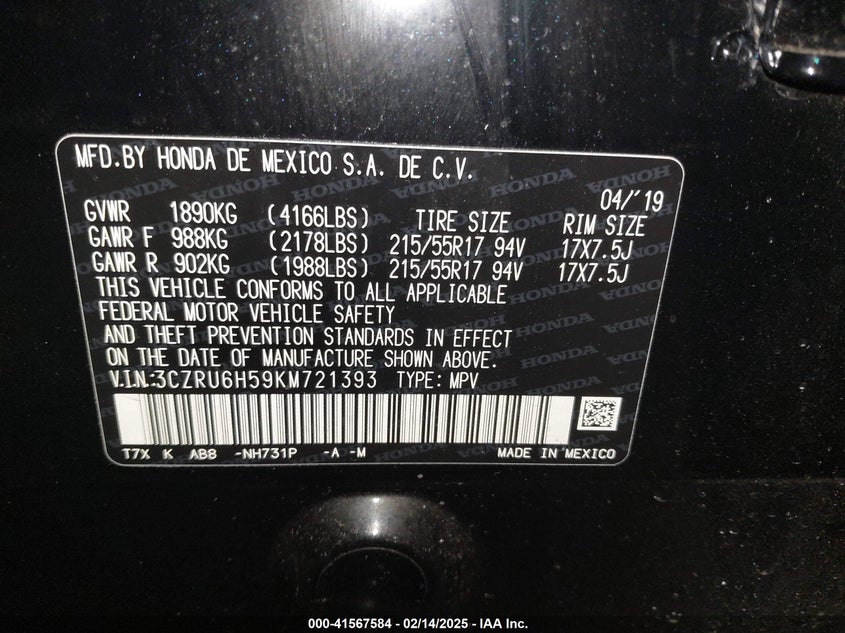 MFD.BY HONDA DE MEXICO S.A. DE C.V.
04/'19
GVWR 1890KG (4166LBS) TIRE SIZE RIM SIZE
GAWR F 988KG (2178LBS) 215/55R17 94V 17X7.5J
GAWR R 902KG (1988LBS) 215/55R17 94V 17X7.5J
THIS VEHICLE CONFORMS TO ALL APPLICABLE
FEDERAL MOTOR VEHICLE SAFETY
AND THEFT PREVENTION STANDARDS IN EFFECT
ON THE DATE OF MANUFACTURE SHOWN ABOVE.
V.I.N:3CZRU6H59KM721393 TYPE: MPV
T7X K AB8 -NH731P -A -M MADE IN MEXICO
000-41567584 - 02/14/2025 - IAA Inc.